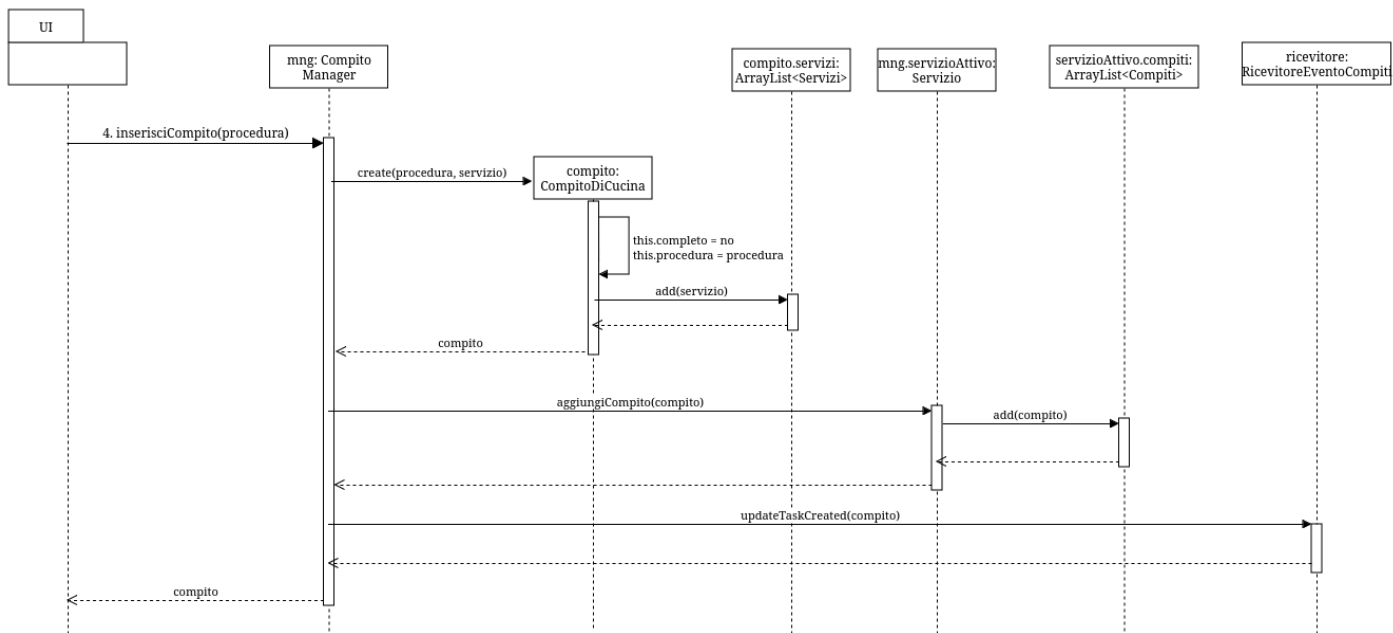 UI
mng: Compito
Manager
compito.servizi:
ArrayList<Servizi>
mng.servizioAttivo:
Servizio
servizioAttivo.compiti:
ArrayList<Compiti>
ricevitore:
RicevitoreEventoCompiti
4. inserisciCompito(procedura)
create(procedura, servizio)
compito:
CompitoDiCucina
this.completo = no
this.procedura = procedura
add(servizio)
compito
aggiungiCompito(compito)
add(compito)
updateTaskCreated(compito)
compito